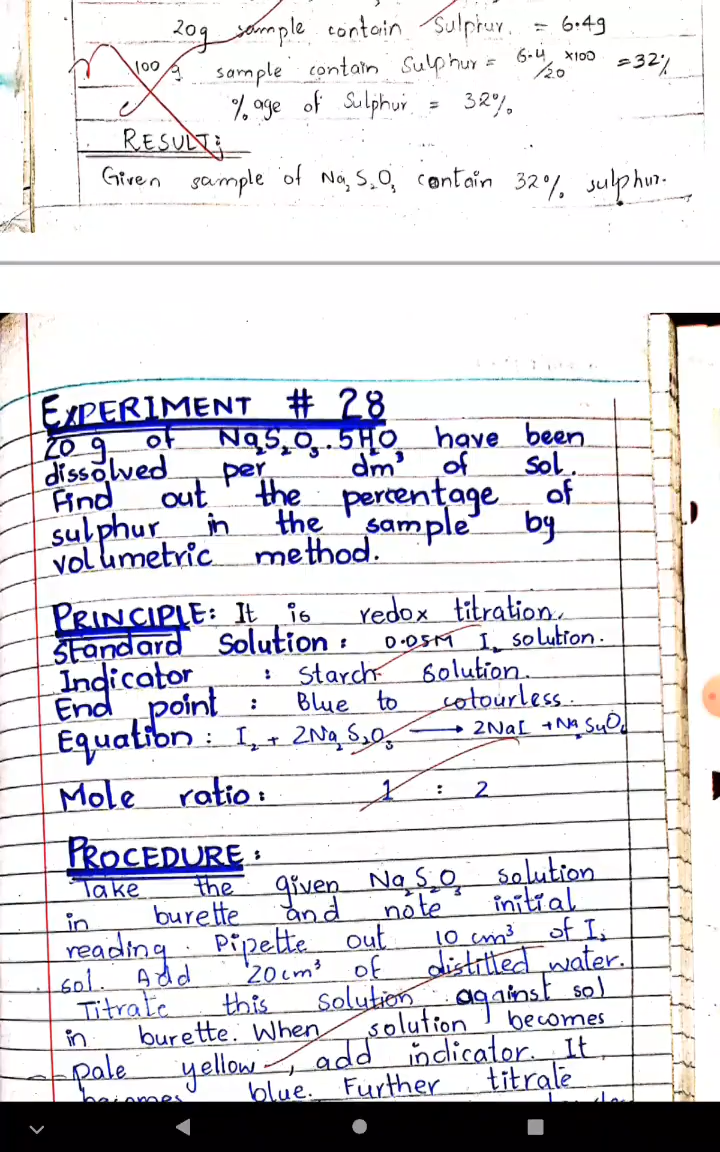 20g sample contain Sulphur = 6.4g
100 g sample contain Sulphur = 6.4/20 ×100 = 32%
%age of Sulphur = 32%
RESULT:
Given sample of Na₂S₂O₃ contain 32% sulphur.
EXPERIMENT # 28
20 g of Na₂S₂O₃.5H₂O have been
dissolved per dm³ of sol.
Find out the percentage of
sulphur in the sample by
volumetric method.
PRINCIPLE: It is redox titration.
Standard Solution: 0.05M I₂ solution.
Indicator : Starch Solution.
End point : Blue to colourless.
Equation: I₂ + 2Na₂S₂O₃ → 2NaI + Na₂S₄O₆
Mole ratio: 1 : 2
PROCEDURE:
Take the given Na₂S₂O₃ solution
in burette and note initial
reading. Pipette out 10 cm³ of I₂
sol. Add 20cm³ of distilled water.
Titrate this solution against sol
in burette. When solution becomes
pale yellow, add indicator. It
becomes blue. Further titrate